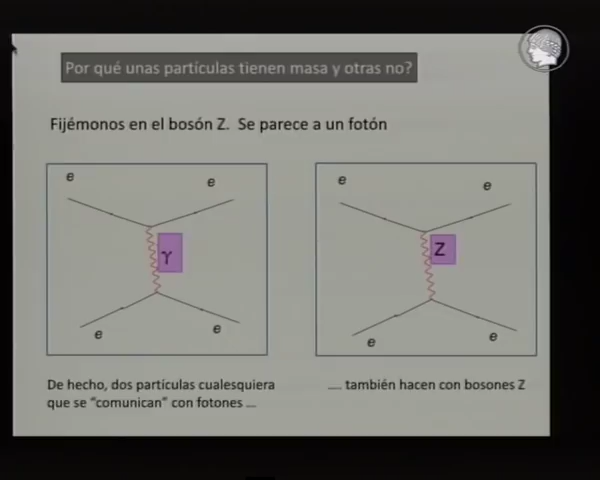 Por qué unas partículas tienen masa y otras no?
Fijémonos en el bosón Z. Se parece a un fotón
e e
γ
e e
e e
Z
e e
De hecho, dos partículas cualesquiera
que se “comunican” con fotones ...
.... también hacen con bosones Z